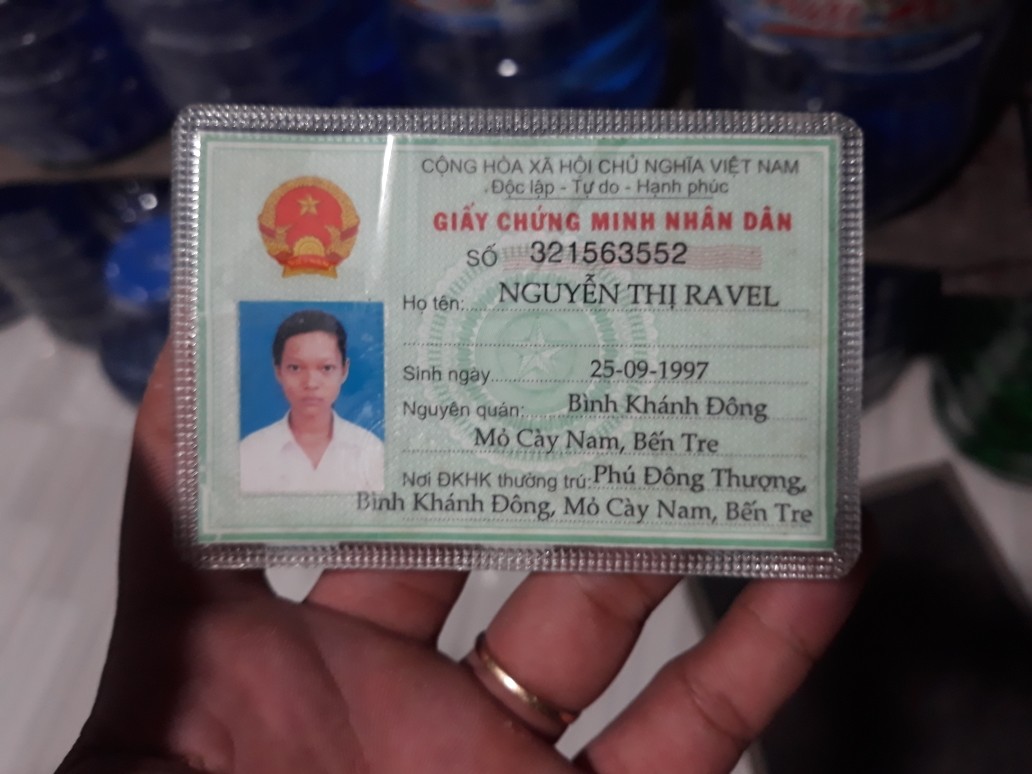 CỘNG HÒA XÃ HỘI CHỦ NGHĨA VIỆT NAM
Độc lập - Tự do - Hạnh phúc
GIẤY CHỨNG MINH NHÂN DÂN
SỐ 321563552
Họ tên: NGUYỄN THỊ RAVEL
Sinh ngày 25-09-1997
Nguyên quán: Bình Khánh Đông
Mỏ Cày Nam, Bến Tre
Nơi ĐKHK thường trú: Phú Đông Thượng,
Bình Khánh Đông, Mỏ Cày Nam, Bến Tre